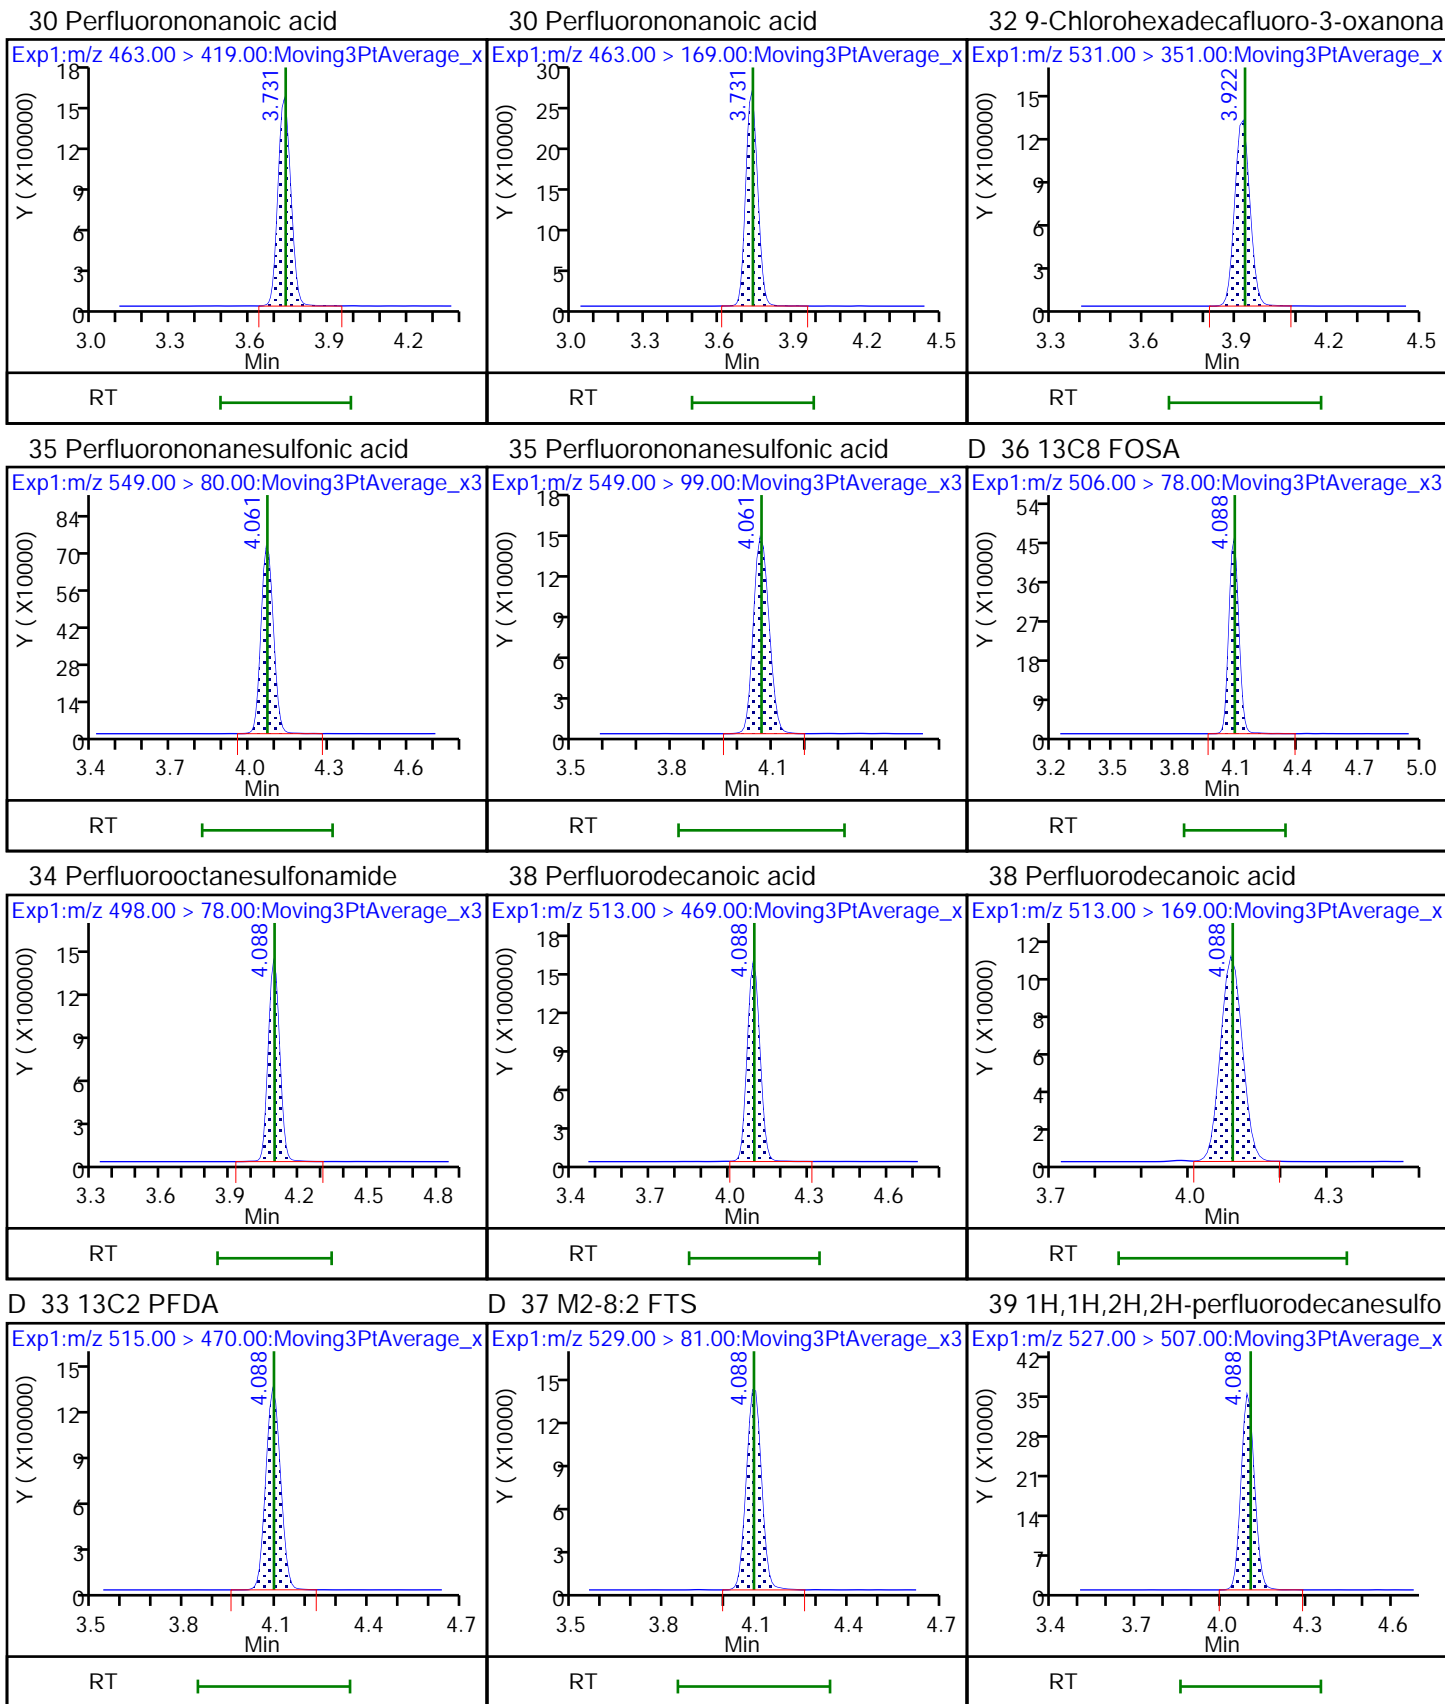 30 Perfluorononanoic acid
Exp1:m/z 463.00 > 419.00:Moving3PtAverage_x
Y ( X100000)
18
15
12
9
6
3
0
3.731
3.0 3.3 3.6 3.9 4.2
Min
RT
30 Perfluorononanoic acid
Exp1:m/z 463.00 > 169.00:Moving3PtAverage_x
Y ( X10000)
30
25
20
15
10
5
0
3.731
3.0 3.3 3.6 3.9 4.2 4.5
Min
RT
32 9-Chlorohexadecafluoro-3-oxanona
Exp1:m/z 531.00 > 351.00:Moving3PtAverage_x
Y ( X100000)
15
12
9
6
3
0
3.922
3.3 3.6 3.9 4.2 4.5
Min
RT
35 Perfluorononanesulfonic acid
Exp1:m/z 549.00 > 80.00:Moving3PtAverage_x3
Y ( X10000)
84
70
56
42
28
14
0
4.061
3.4 3.7 4.0 4.3 4.6
Min
RT
35 Perfluorononanesulfonic acid
Exp1:m/z 549.00 > 99.00:Moving3PtAverage_x3
Y ( X10000)
18
15
12
9
6
3
0
4.061
3.5 3.8 4.1 4.4
Min
RT
D 36 13C8 FOSA
Exp1:m/z 506.00 > 78.00:Moving3PtAverage_x3
Y ( X10000)
54
45
36
27
18
9
0
4.088
3.2 3.5 3.8 4.1 4.4 4.7 5.0
Min
RT
34 Perfluorooctanesulfonamide
Exp1:m/z 498.00 > 78.00:Moving3PtAverage_x3
Y ( X100000)
15
12
9
6
3
0
4.088
3.3 3.6 3.9 4.2 4.5 4.8
Min
RT
38 Perfluorodecanoic acid
Exp1:m/z 513.00 > 469.00:Moving3PtAverage_x
Y ( X100000)
18
15
12
9
6
3
0
4.088
3.4 3.7 4.0 4.3 4.6
Min
RT
38 Perfluorodecanoic acid
Exp1:m/z 513.00 > 169.00:Moving3PtAverage_x
Y ( X10000)
12
10
8
6
4
2
0
4.088
3.7 4.0 4.3
Min
RT
D 33 13C2 PFDA
Exp1:m/z 515.00 > 470.00:Moving3PtAverage_x
Y ( X100000)
15
12
9
6
3
0
4.088
3.5 3.8 4.1 4.4 4.7
Min
RT
D 37 M2-8:2 FTS
Exp1:m/z 529.00 > 81.00:Moving3PtAverage_x3
Y ( X10000)
15
12
9
6
3
0
4.088
3.5 3.8 4.1 4.4 4.7
Min
RT
39 1H,1H,2H,2H-perfluorodecanesulfo
Exp1:m/z 527.00 > 507.00:Moving3PtAverage_x
Y ( X10000)
42
35
28
21
14
7
0
4.088
3.4 3.7 4.0 4.3 4.6
Min
RT